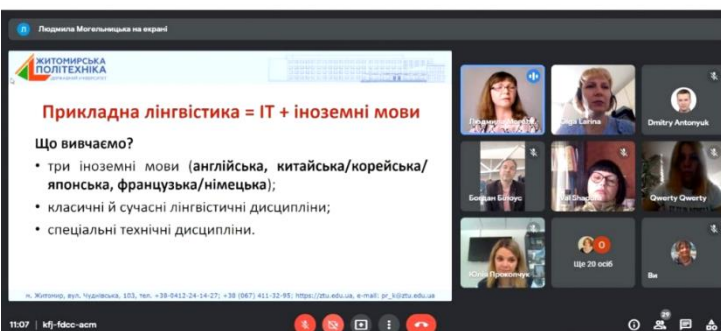 Л
Людмила Могельницька на екрані
ЖИТОМИРСЬКА
ПОЛІТЕХНІКА
Прикладна лінгвістика = ІТ + іноземні мови
Що вивчаємо?
• три іноземні мови (англійська, китайська/корейська/
японська, французька/німецька);
• класичні й сучасні лінгвістичні дисципліни;
• спеціальні технічні дисципліни.
м. Житомир, вул. Чуднівська, 103, тел. +38-0412-24-14-27; +38 (067) 411-32-95; https://ztu.edu.ua, e-mail: pr_k@ztu.edu.ua
Людмила
Olga Larina
Dmitry Antonyuk
Богдан Білоус
Qwerty Qwerty
Юлія Прокопчук
О
Ще 20 осіб
Ви
11:07 | kfj-fdcc-acm
29